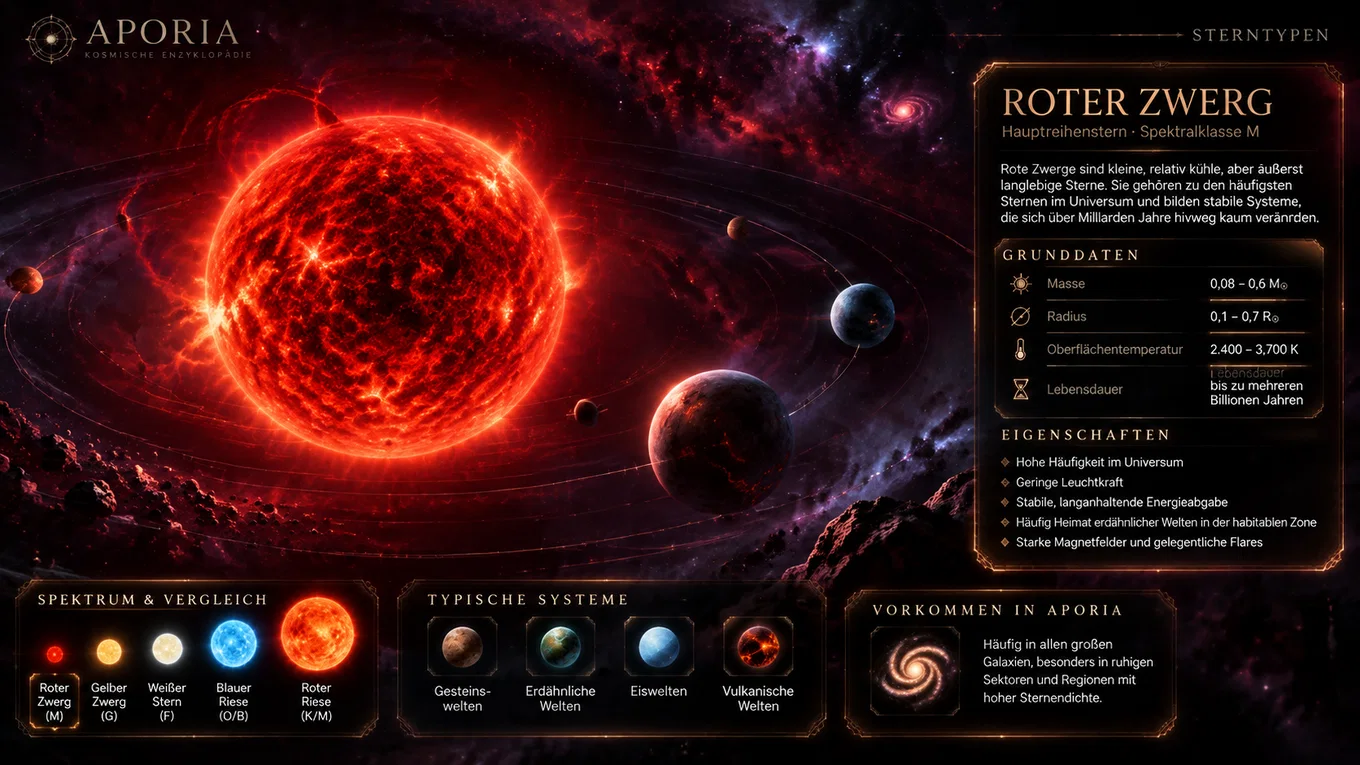 APORIA
KOSMISCHE ENZYKLOPÄDIE
STERNTYPEN
ROTER ZWERG
Hauptreihenstern · Spektralklasse M
Rote Zwerge sind kleine, relativ kühle, aber äußerst
langlebige Sterne. Sie gehören zu den häufigsten
Sternen im Universum und bilden stabile Systeme,
die sich über Milllarden Jahre hivweg kaum veränrden.
GRUNDDATEN
Masse 0,08 – 0,6 M☉
Radius 0,1 – 0,7 R☉
Oberflächentemperatur 2.400 – 3,700 K
Lebensdauer
Lebensdauer bis zu mehreren
Billionen Jahren
EIGENSCHAFTEN
Hohe Häufigkeit im Universum
Geringe Leuchtkraft
Stabile, langanhaltende Energieabgabe
Häufig Heimat erdähnlicher Welten in der habitablen Zone
Starke Magnetfelder und gelegentliche Flares
SPEKTRUM & VERGLEICH
Roter
Zwerg
(M)
Gelber
Zwerg
(G)
Weißer
Stern
(F)
Blauer
Riese
(O/B)
Roter
Riese
(K/M)
TYPISCHE SYSTEME
Gesteins-
welten
Erdähnliche
Welten
Eiswelten
Vulkanische
Welten
VORKOMMEN IN APORIA
Häufig in allen großen
Galaxien, besonders in ruhigen
Sektoren und Regionen mit
hoher Sternendichte.